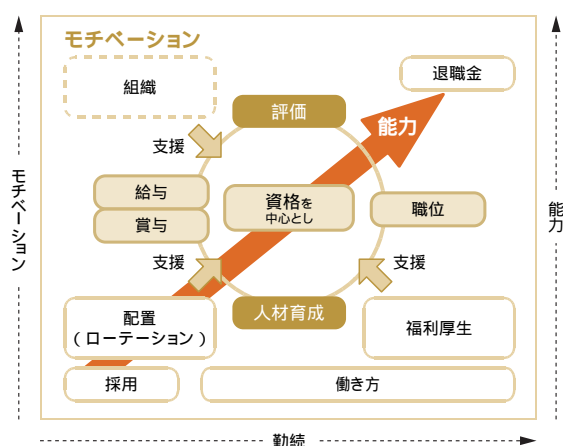 モチベーション
組織
退職金
評価
能力
支援
給与
賞与
資格を
中心とし
職位
モチベーション
能力
支援
支援
配置
(ローテーション)
人材育成
福利厚生
採用
働き方
勤続